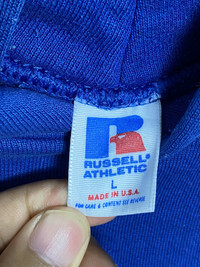 RUSSELL®
ATHLETIC
L
MADE IN U.S.A.
FOR CARE & CONTENT SEE REVERSE